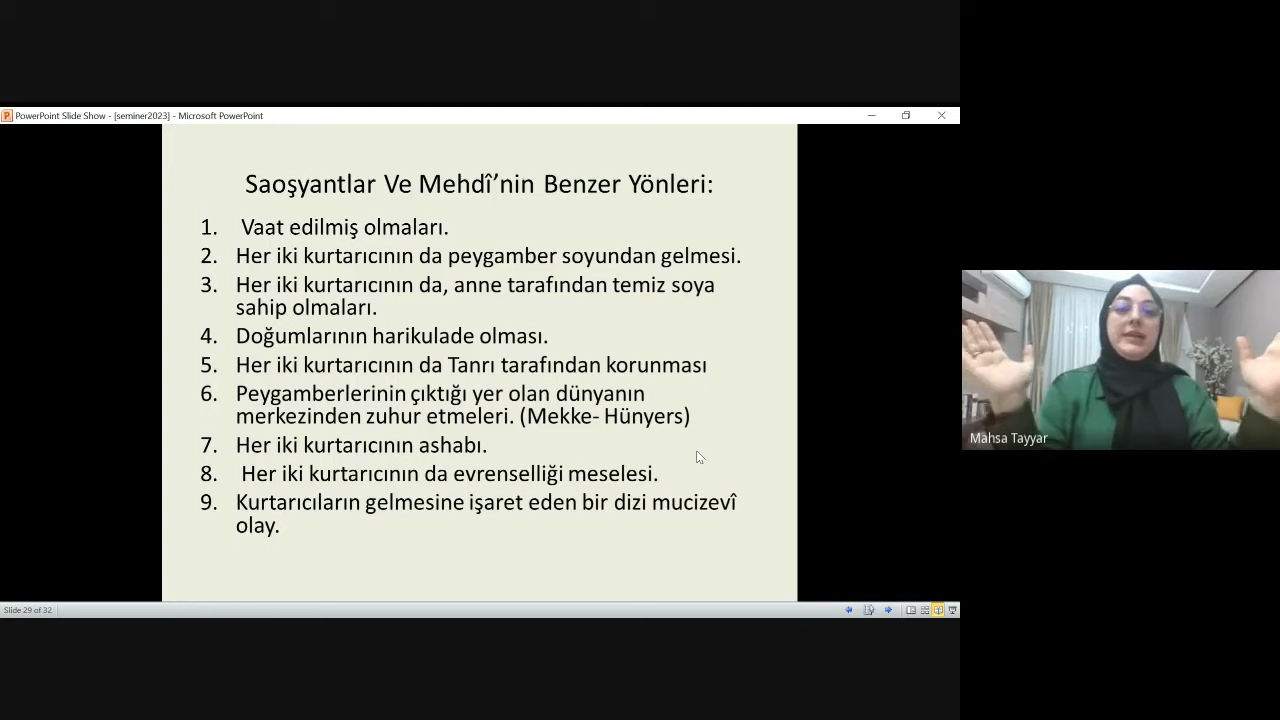 PowerPoint Slide Show - [seminer2023] - Microsoft PowerPoint
Saoşyantlar Ve Mehdî’nin Benzer Yönleri:
1. Vaat edilmiş olmaları.
2. Her iki kurtarıcının da peygamber soyundan gelmesi.
3. Her iki kurtarıcının da, anne tarafından temiz soya
sahip olmaları.
4. Doğumlarının harikulade olması.
5. Her iki kurtarıcının da Tanrı tarafından korunması
6. Peygamberlerinin çıktığı yer olan dünyanın
merkezinden zuhur etmeleri. (Mekke- Hünyers)
7. Her iki kurtarıcının ashabı.
8. Her iki kurtarıcının da evrenselliği meselesi.
9. Kurtarıcıların gelmesine işaret eden bir dizi mucizevî
olay.
Mahsa Tayyar
Slide 29 of 32